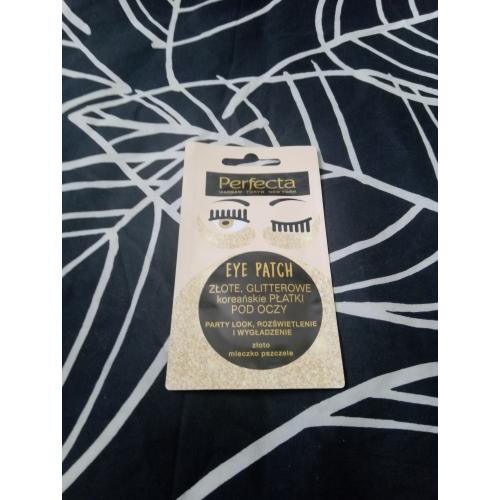 Perfecta
WARSAW TOKYO NEW YORK
EYE PATCH
ZŁOTE, GLITTEROWE
koreańskie PŁATKI
POD OCZY
PARTY LOOK, ROZŚWIETLENIE
I WYGŁADZENIE
złoto
mleczko pszczele